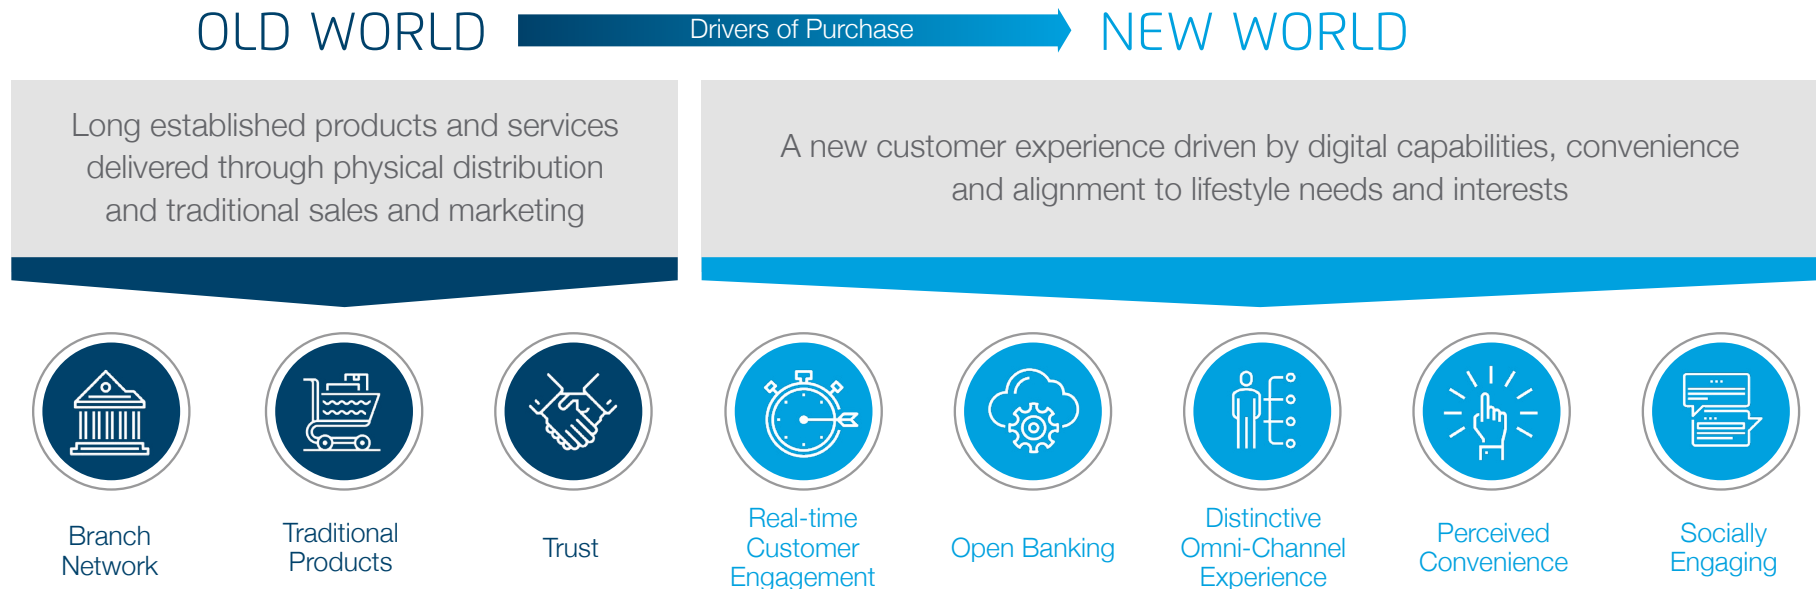 OLD WORLD
Drivers of Purchase
NEW WORLD
Long established products and services
delivered through physical distribution
and traditional sales and marketing
A new customer experience driven by digital capabilities, convenience
and alignment to lifestyle needs and interests
Branch
Network
Traditional
Products
Trust
Real-time
Customer
Engagement
Open Banking
Distinctive
Omni-Channel
Experience
Perceived
Convenience
Socially
Engaging